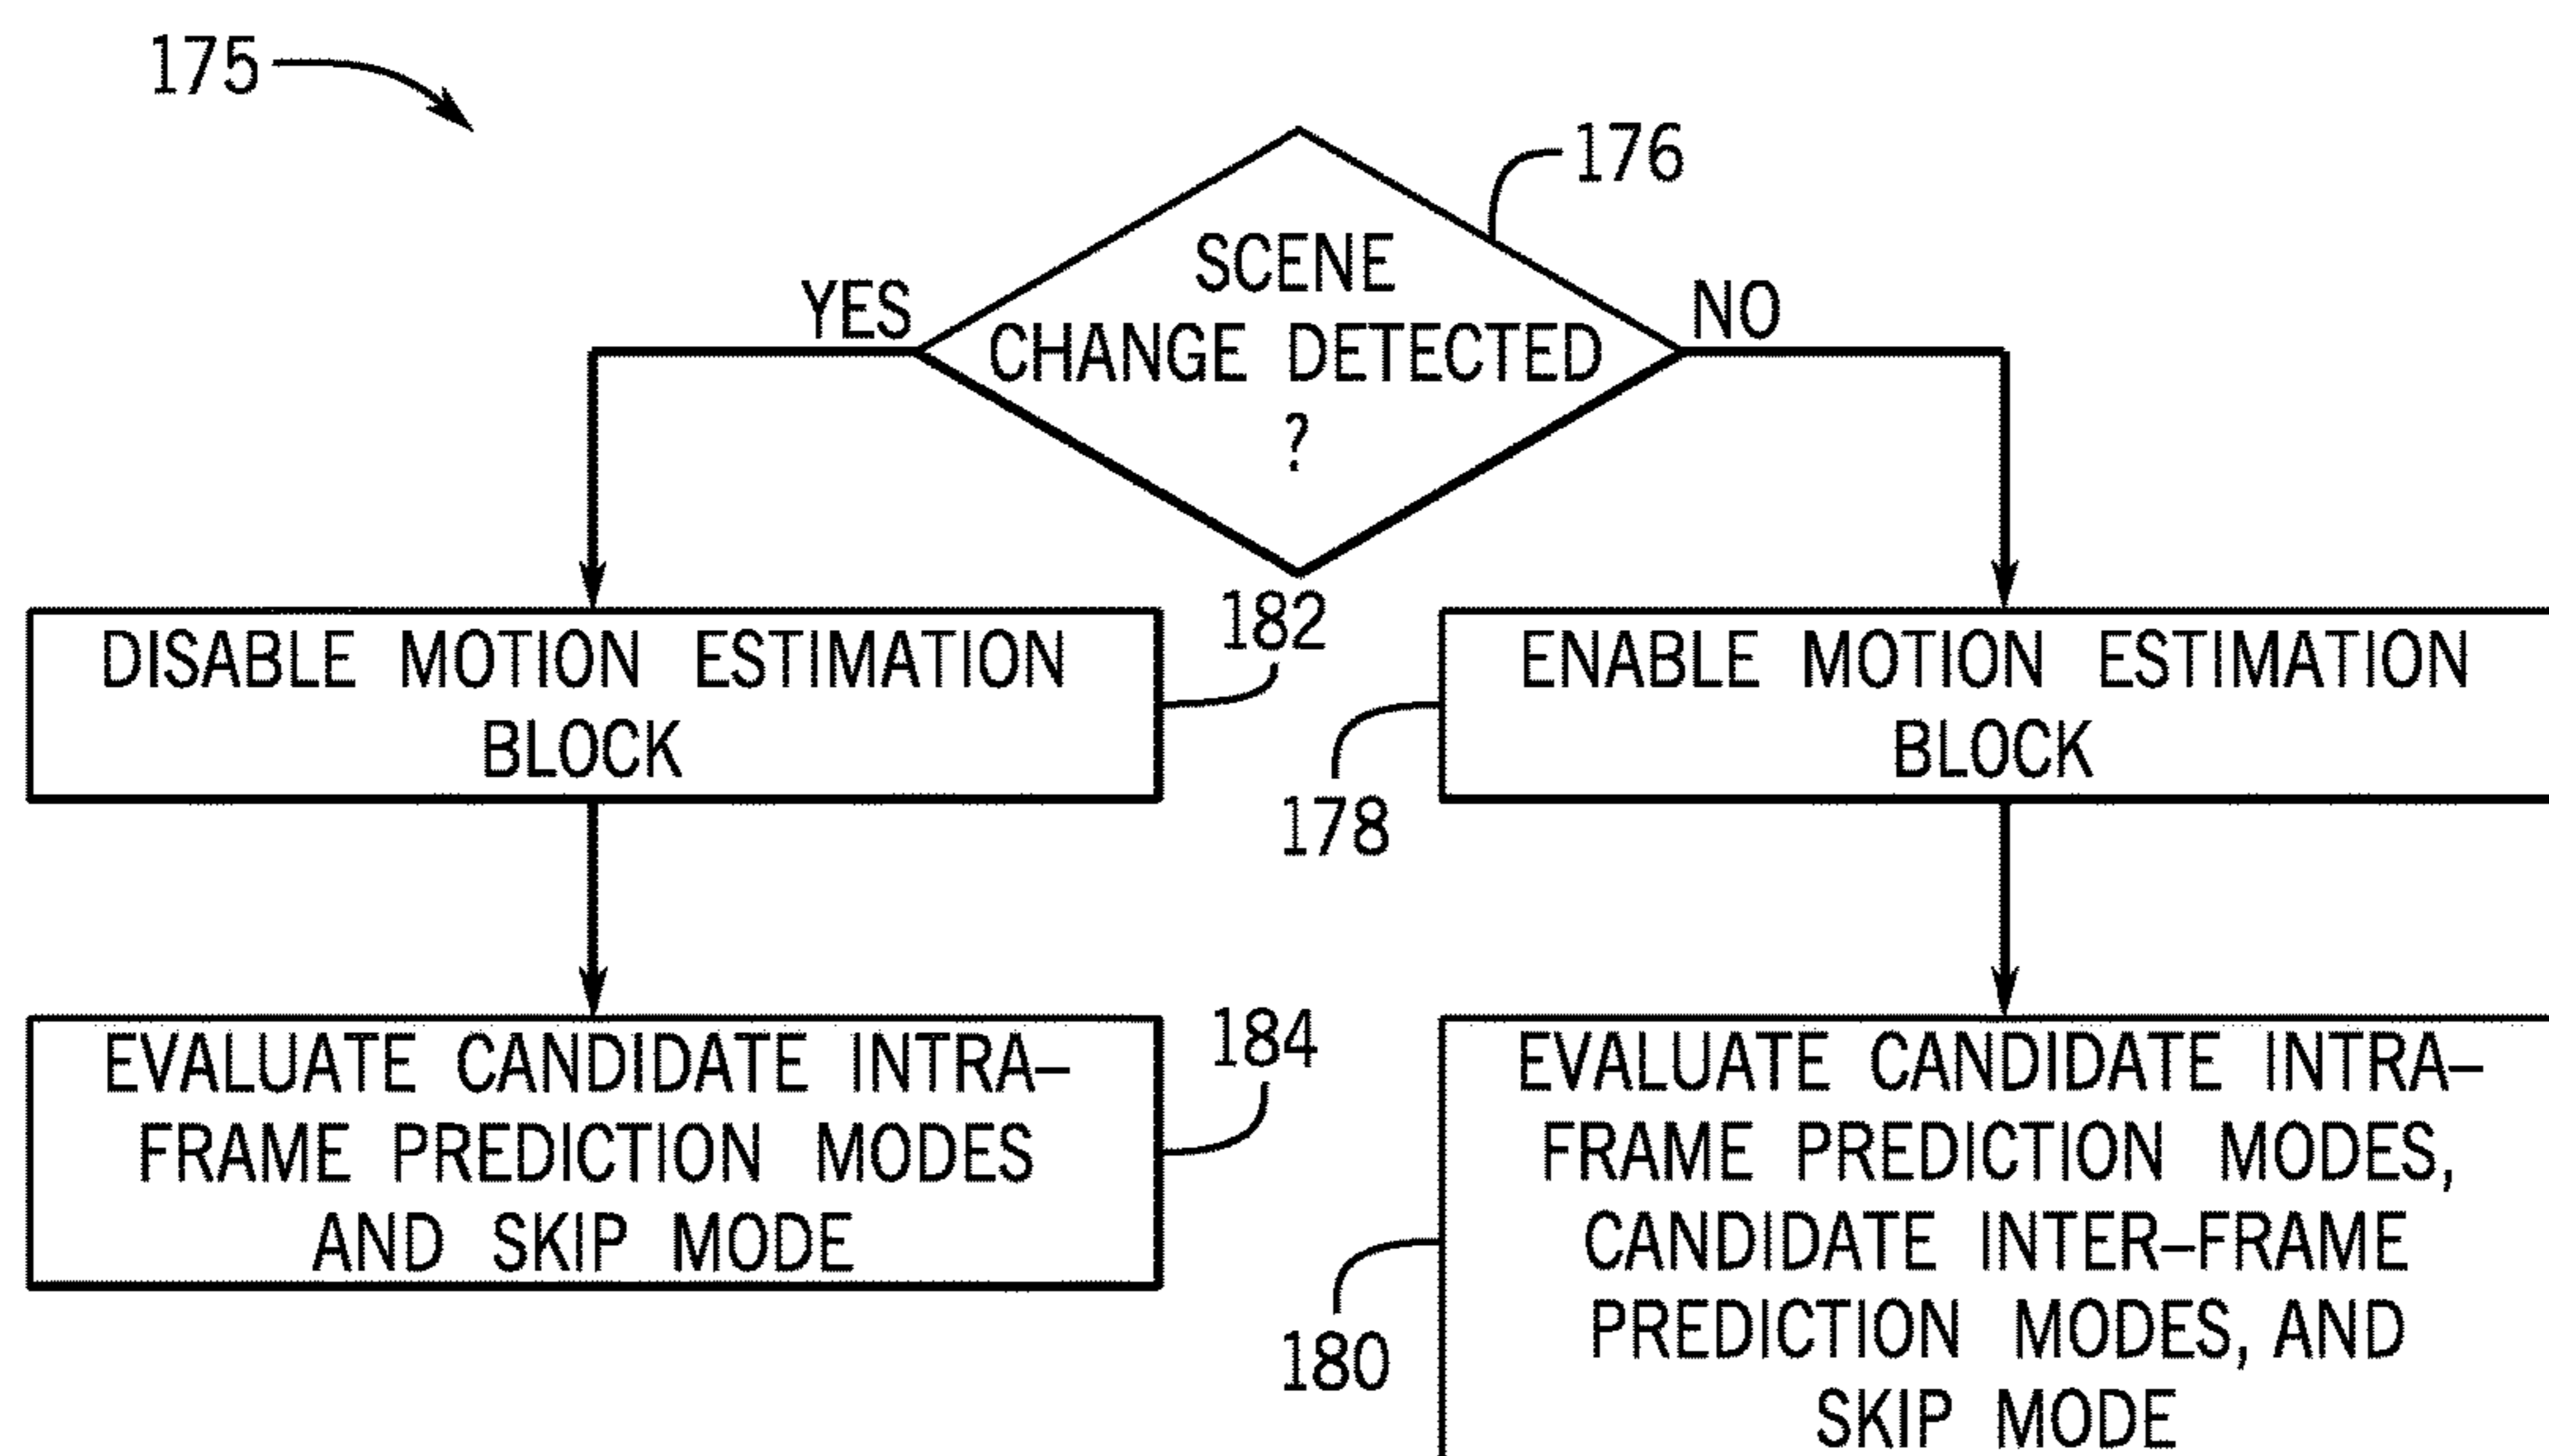 175
176
SCENE
CHANGE DETECTED
?
YES
NO
182
DISABLE MOTION ESTIMATION
BLOCK
178
ENABLE MOTION ESTIMATION
BLOCK
184
EVALUATE CANDIDATE INTRA–
FRAME PREDICTION MODES
AND SKIP MODE
180
EVALUATE CANDIDATE INTRA–
FRAME PREDICTION MODES,
CANDIDATE INTER–FRAME
PREDICTION MODES, AND
SKIP MODE